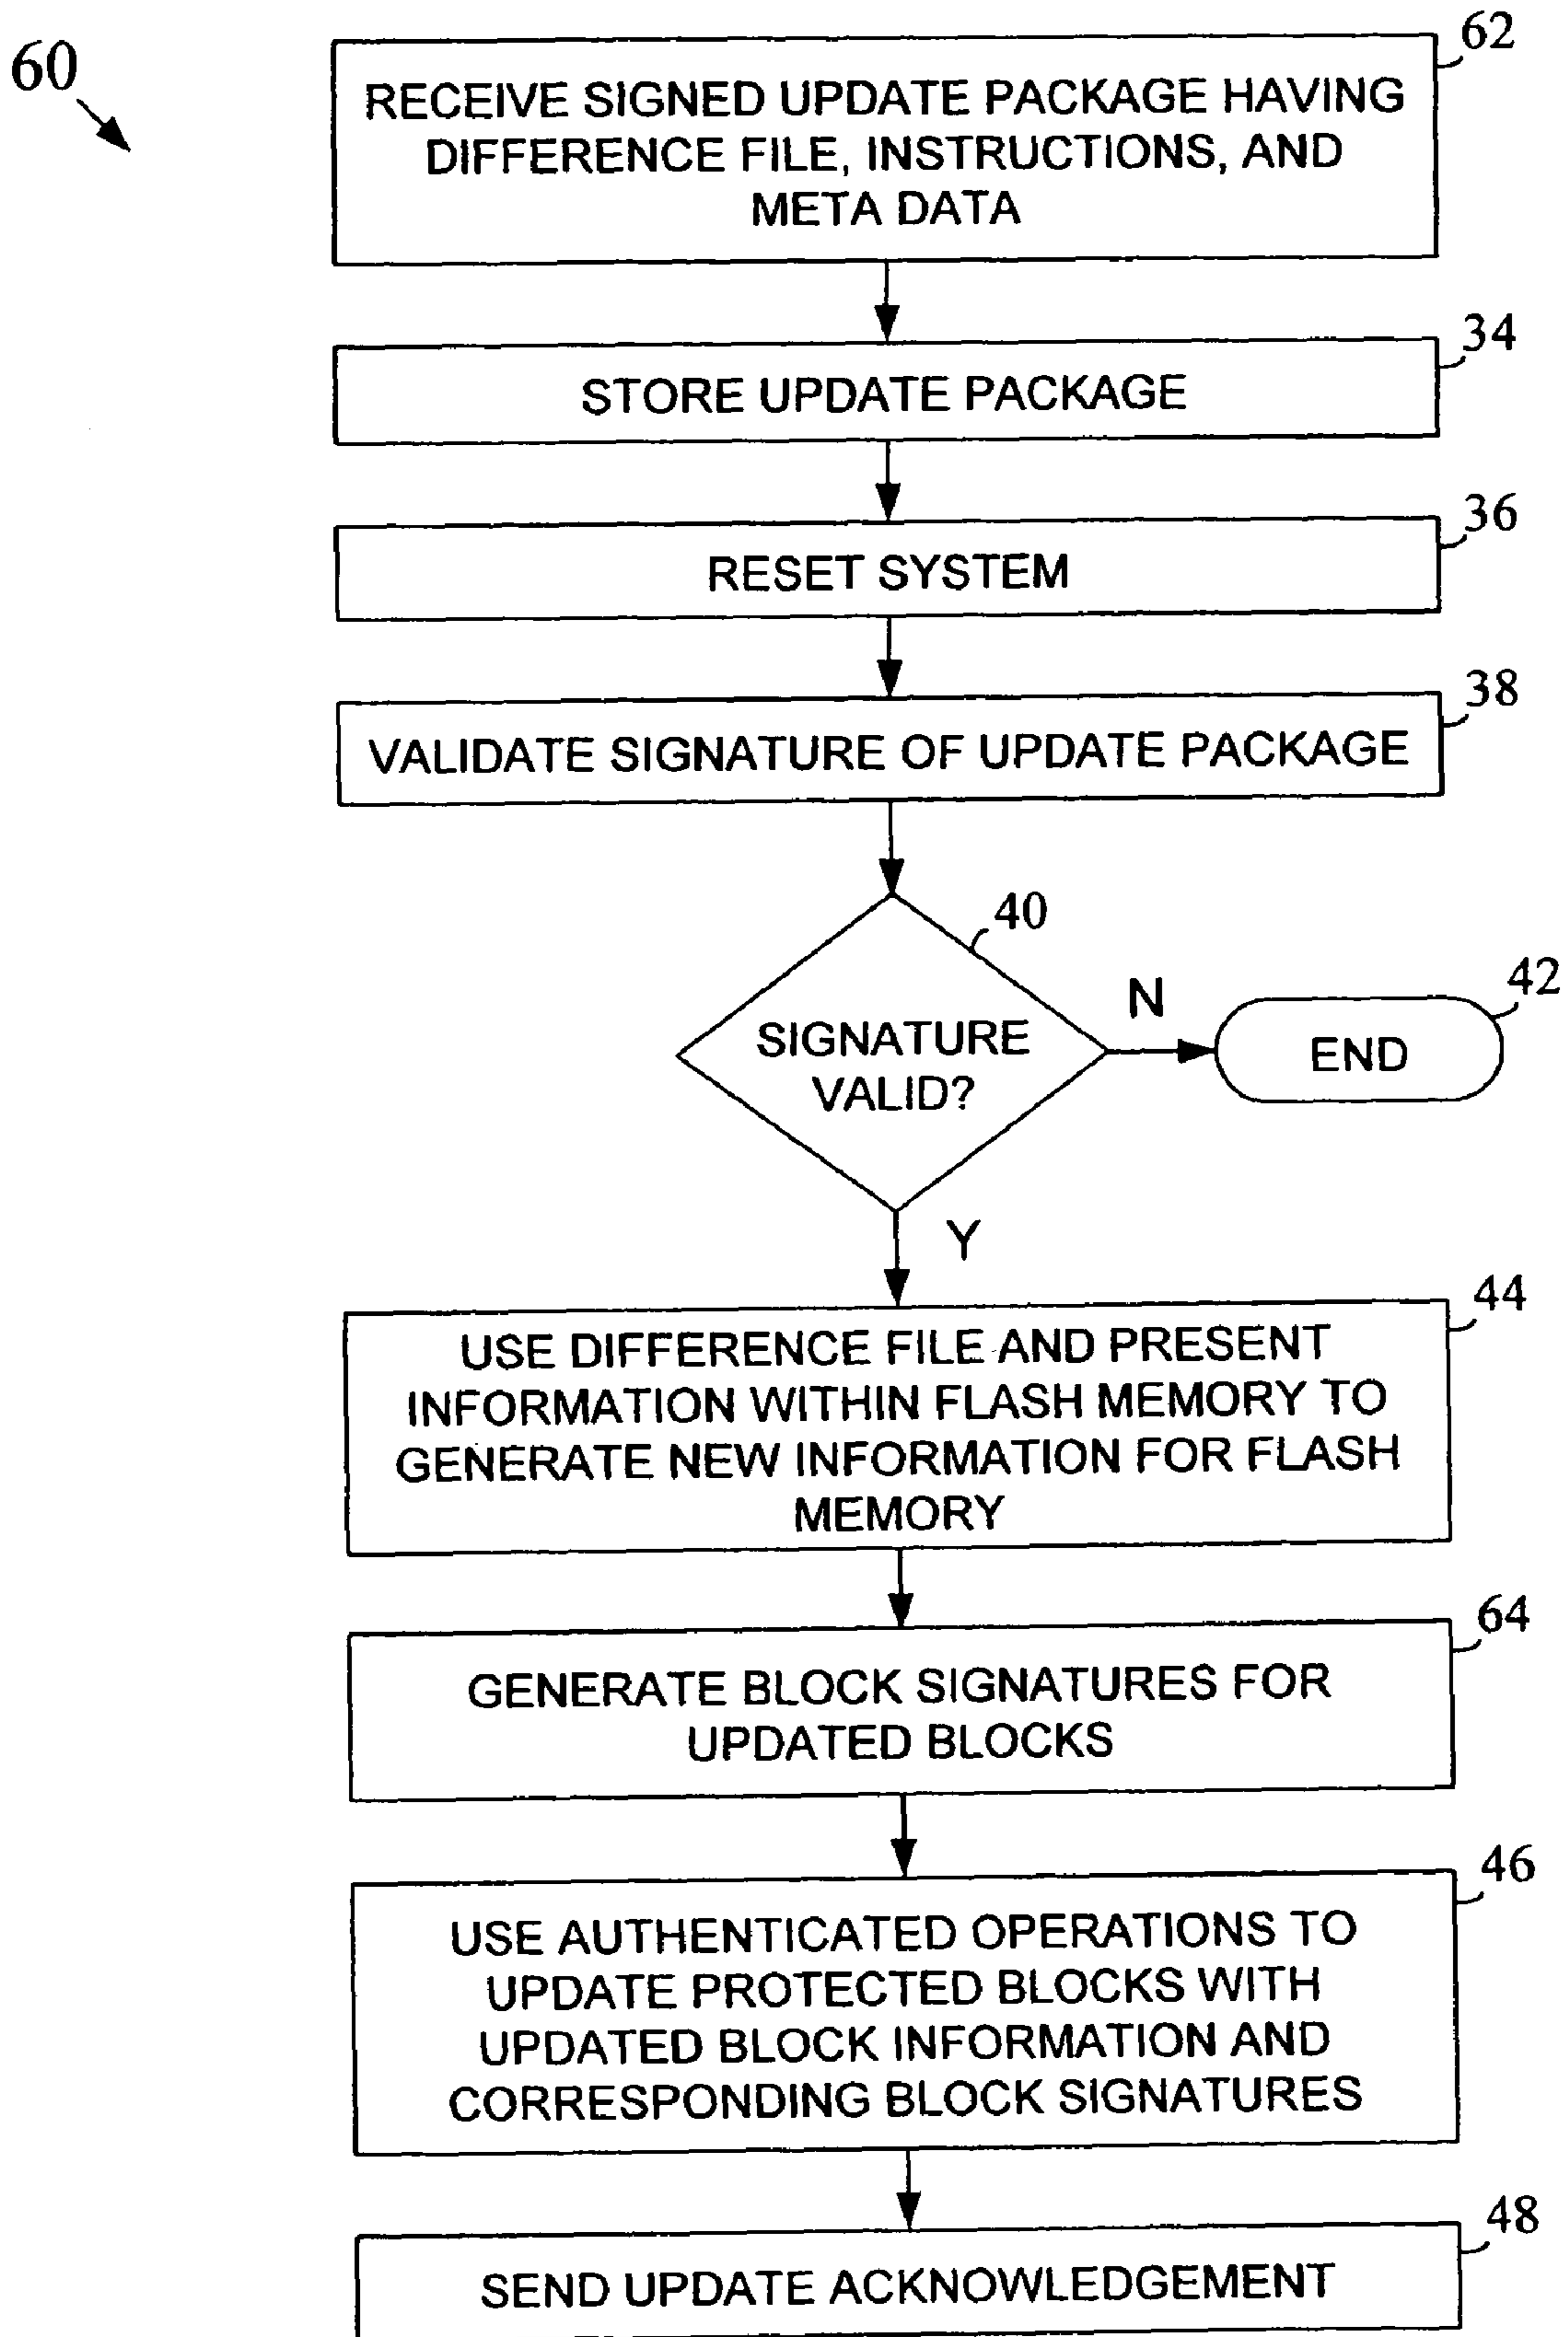 60
62
RECEIVE SIGNED UPDATE PACKAGE HAVING
DIFFERENCE FILE, INSTRUCTIONS, AND
META DATA
34
STORE UPDATE PACKAGE
36
RESET SYSTEM
38
VALIDATE SIGNATURE OF UPDATE PACKAGE
40
SIGNATURE
VALID?
N
42
END
Y
44
USE DIFFERENCE FILE AND PRESENT
INFORMATION WITHIN FLASH MEMORY TO
GENERATE NEW INFORMATION FOR FLASH
MEMORY
64
GENERATE BLOCK SIGNATURES FOR
UPDATED BLOCKS
46
USE AUTHENTICATED OPERATIONS TO
UPDATE PROTECTED BLOCKS WITH
UPDATED BLOCK INFORMATION AND
CORRESPONDING BLOCK SIGNATURES
48
SEND UPDATE ACKNOWLEDGEMENT